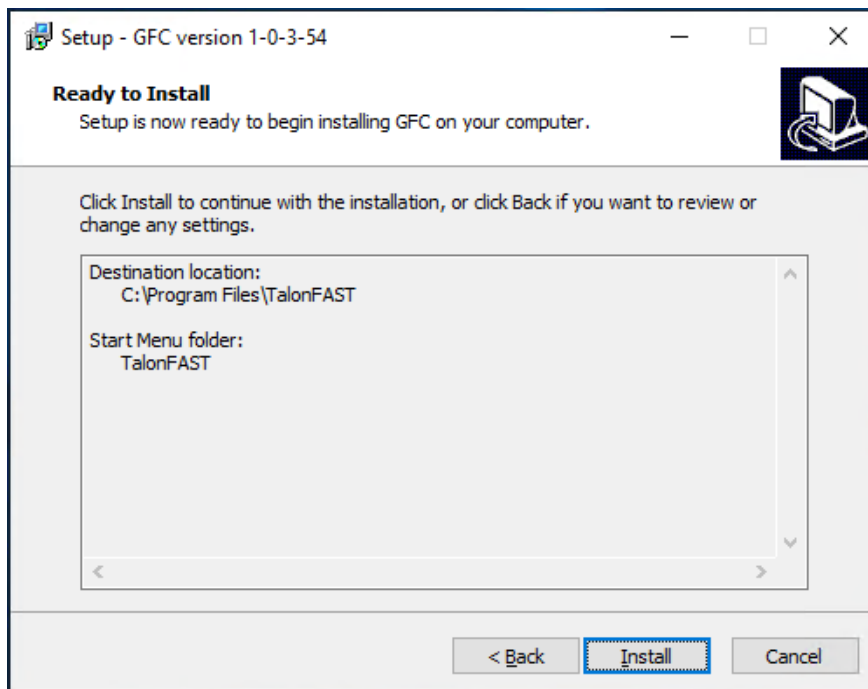 Setup - GFC version 1-0-3-54
Ready to Install
Setup is now ready to begin installing GFC on your computer.
Click Install to continue with the installation, or click Back if you want to review or
change any settings.
Destination location:
C:\Program Files\TalonFAST
Start Menu folder:
TalonFAST
< Back
Install
Cancel